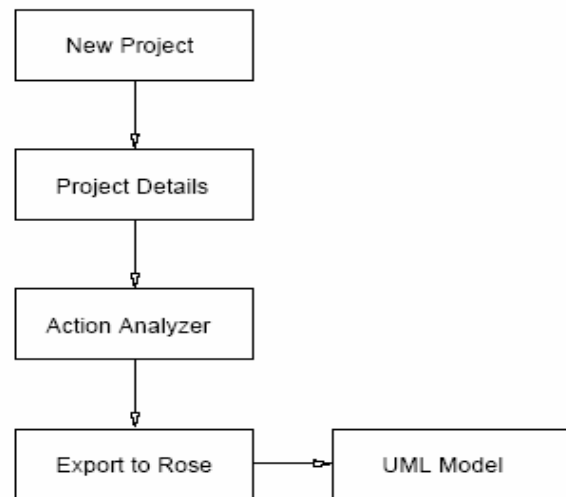 New Project
Project Details
Action Analyzer
Export to Rose
UML Model